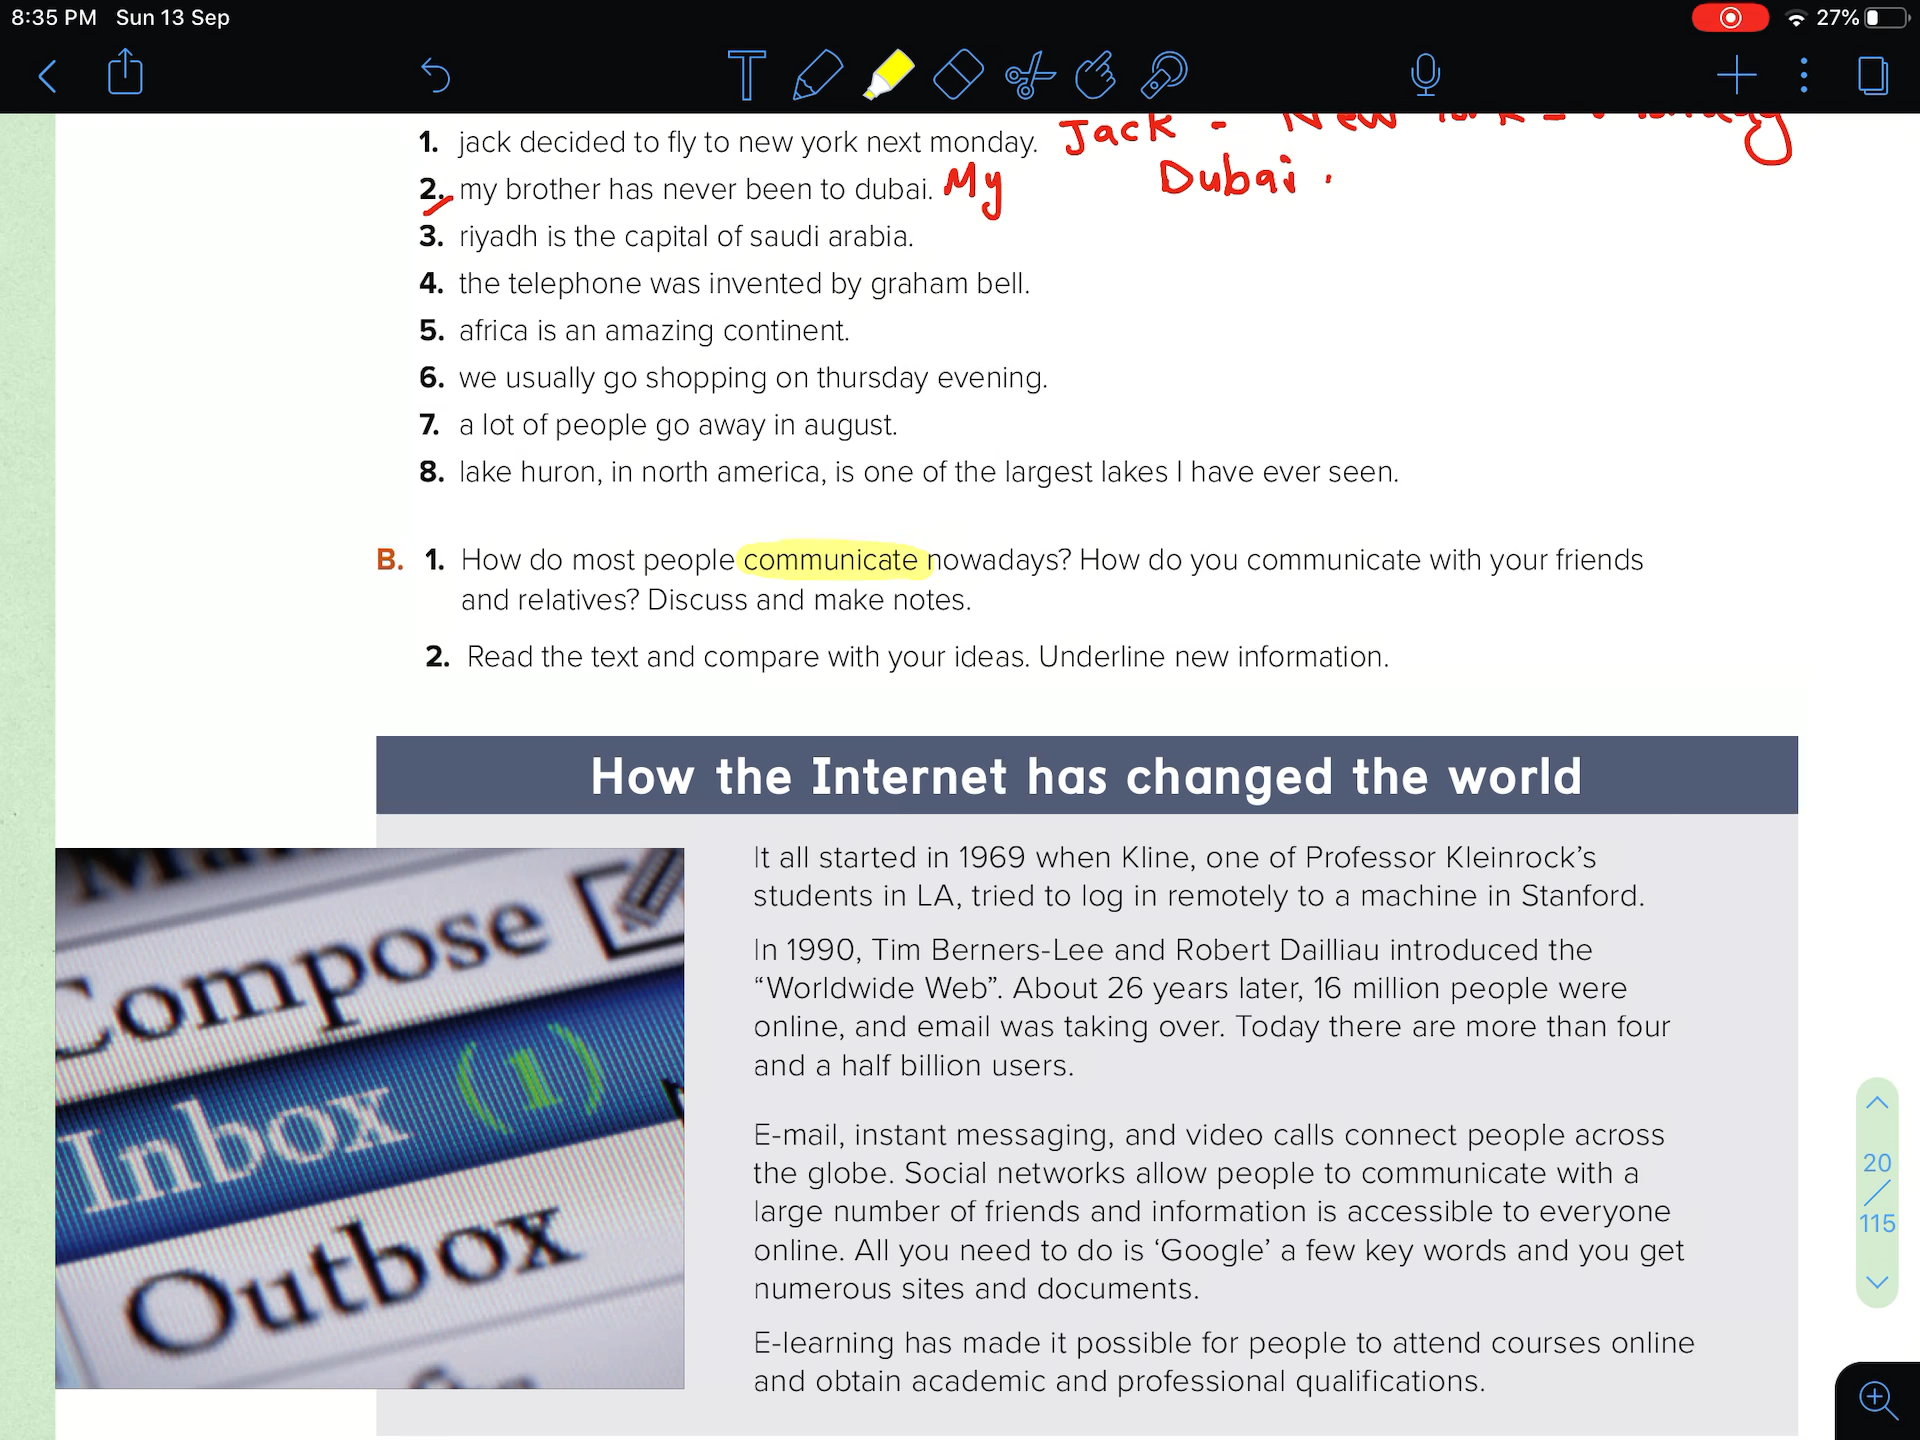 8:35 PM Sun 13 Sep
27%
1. jack decided to fly to new york next monday. Jack - New
2. my brother has never been to dubai. My Dubai.
3. riyadh is the capital of saudi arabia.
4. the telephone was invented by graham bell.
5. africa is an amazing continent.
6. we usually go shopping on thursday evening.
7. a lot of people go away in august.
8. lake huron, in north america, is one of the largest lakes I have ever seen.
B. 1. How do most people communicate nowadays? How do you communicate with your friends
and relatives? Discuss and make notes.
2. Read the text and compare with your ideas. Underline new information.
How the Internet has changed the world
It all started in 1969 when Kline, one of Professor Kleinrock's
students in LA, tried to log in remotely to a machine in Stanford.
In 1990, Tim Berners-Lee and Robert Dailliau introduced the
“Worldwide Web”. About 26 years later, 16 million people were
online, and email was taking over. Today there are more than four
and a half billion users.
E-mail, instant messaging, and video calls connect people across
the globe. Social networks allow people to communicate with a
large number of friends and information is accessible to everyone
online. All you need to do is ‘Google’ a few key words and you get
numerous sites and documents.
E-learning has made it possible for people to attend courses online
and obtain academic and professional qualifications.
Compose
Inbox (1)
Outbox
20
/
115